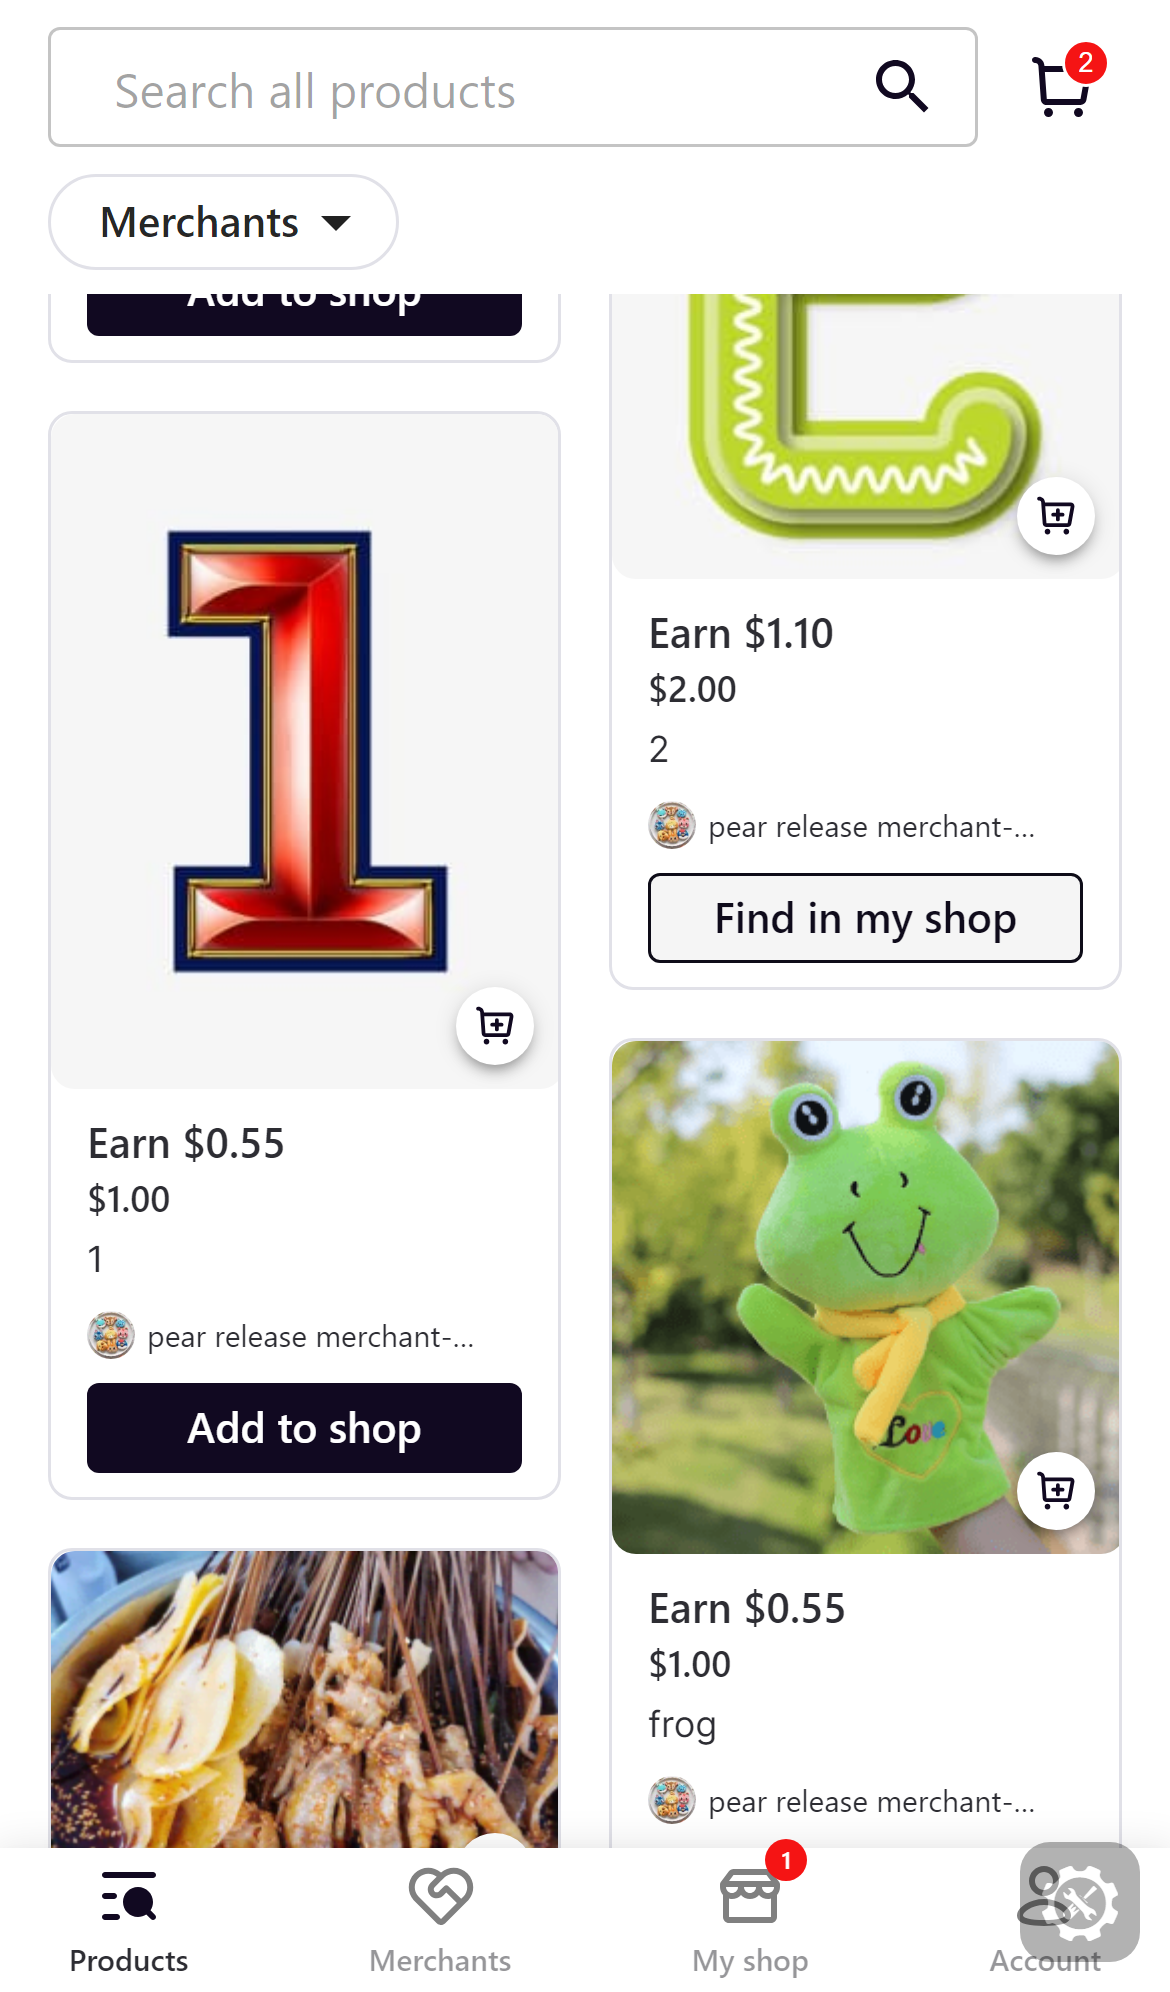 Search all products
2
Merchants
Add to shop
1
Earn $0.55
$1.00
1
pear release merchant-...
Add to shop
Earn $1.10
$2.00
2
pear release merchant-...
Find in my shop
Love
Earn $0.55
$1.00
frog
pear release merchant-...
Products
Merchants
1
My shop
Account